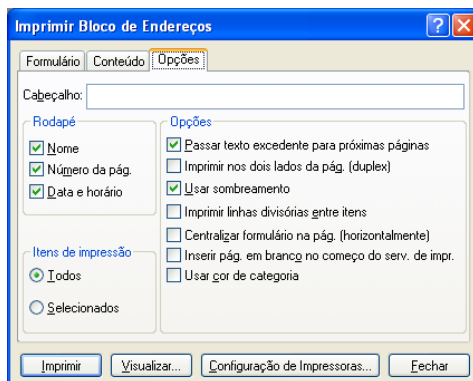 Imprimir Bloco de Endereços
Formulário Conteúdo Opções
Cabeçalho:
Rodapé
Nome
Número da pág.
Data e horário
Itens de impressão
Todos
Selecionados
Opções
Passar texto excedente para próximas páginas
Imprimir nos dois lados da pág. (duplex)
Usar sombreamento
Imprimir linhas divisórias entre itens
Centralizar formulário na pág. (horizontalmente)
Inserir pág. em branco no começo do serv. de impr.
Usar cor de categoria
Imprimir Visualizar... Configuração de Impressoras... Fechar